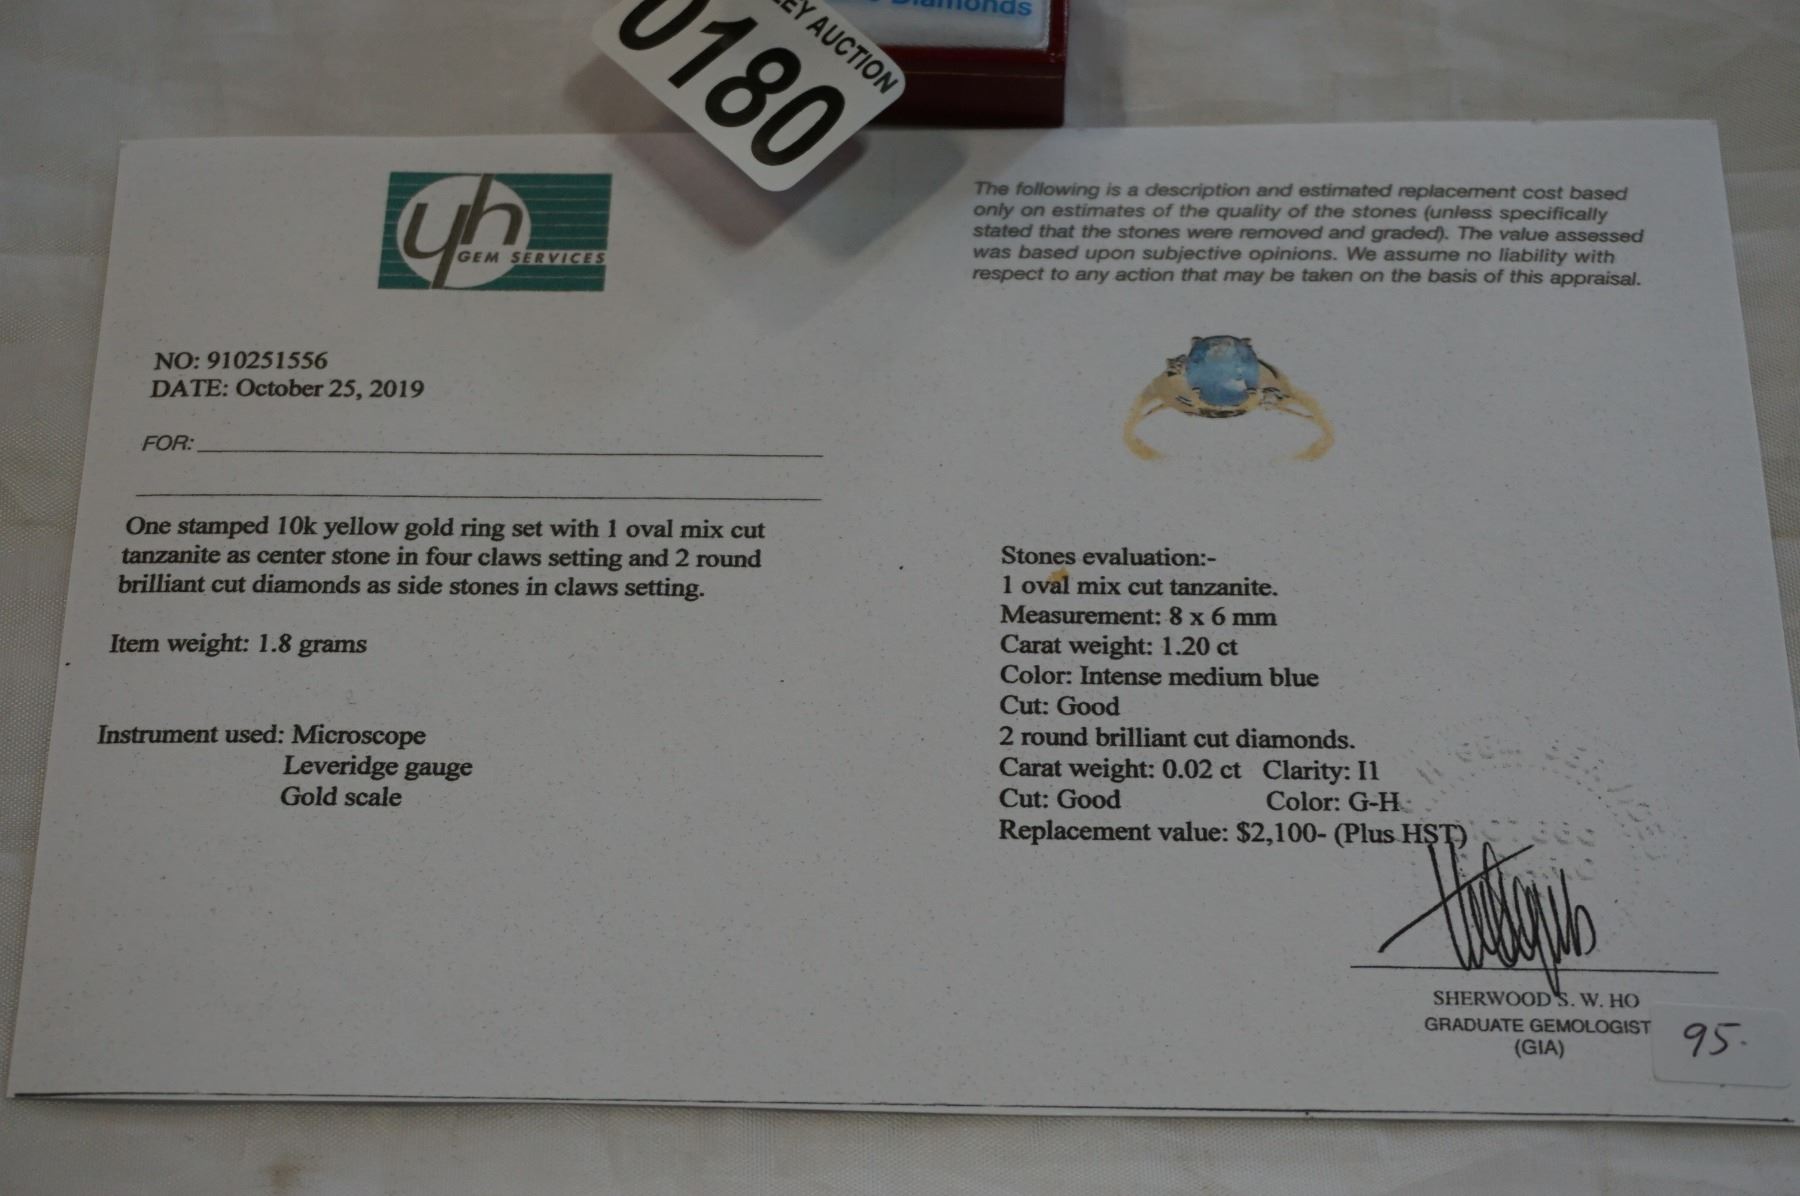 Diamonds
EY AUCTION
0180
yh
GEM SERVICES
NO: 910251556
DATE: October 25, 2019
FOR:
One stamped 10k yellow gold ring set with 1 oval mix cut
tanzanite as center stone in four claws setting and 2 round
brilliant cut diamonds as side stones in claws setting.
Item weight: 1.8 grams
Instrument used: Microscope
Leveridge gauge
Gold scale
The following is a description and estimated replacement cost based
only on estimates of the quality of the stones (unless specifically
stated that the stones were removed and graded). The value assessed
was based upon subjective opinions. We assume no liability with
respect to any action that may be taken on the basis of this appraisal.
Stones evaluation:-
1 oval mix cut tanzanite.
Measurement: 8 x 6 mm
Carat weight: 1.20 ct
Color: Intense medium blue
Cut: Good
2 round brilliant cut diamonds.
Carat weight: 0.02 ct Clarity: I1
Cut: Good Color: G-H
Replacement value: $2,100- (Plus HST)
SHERWOOD S. W. HO
GRADUATE GEMOLOGIST
(GIA)
95.